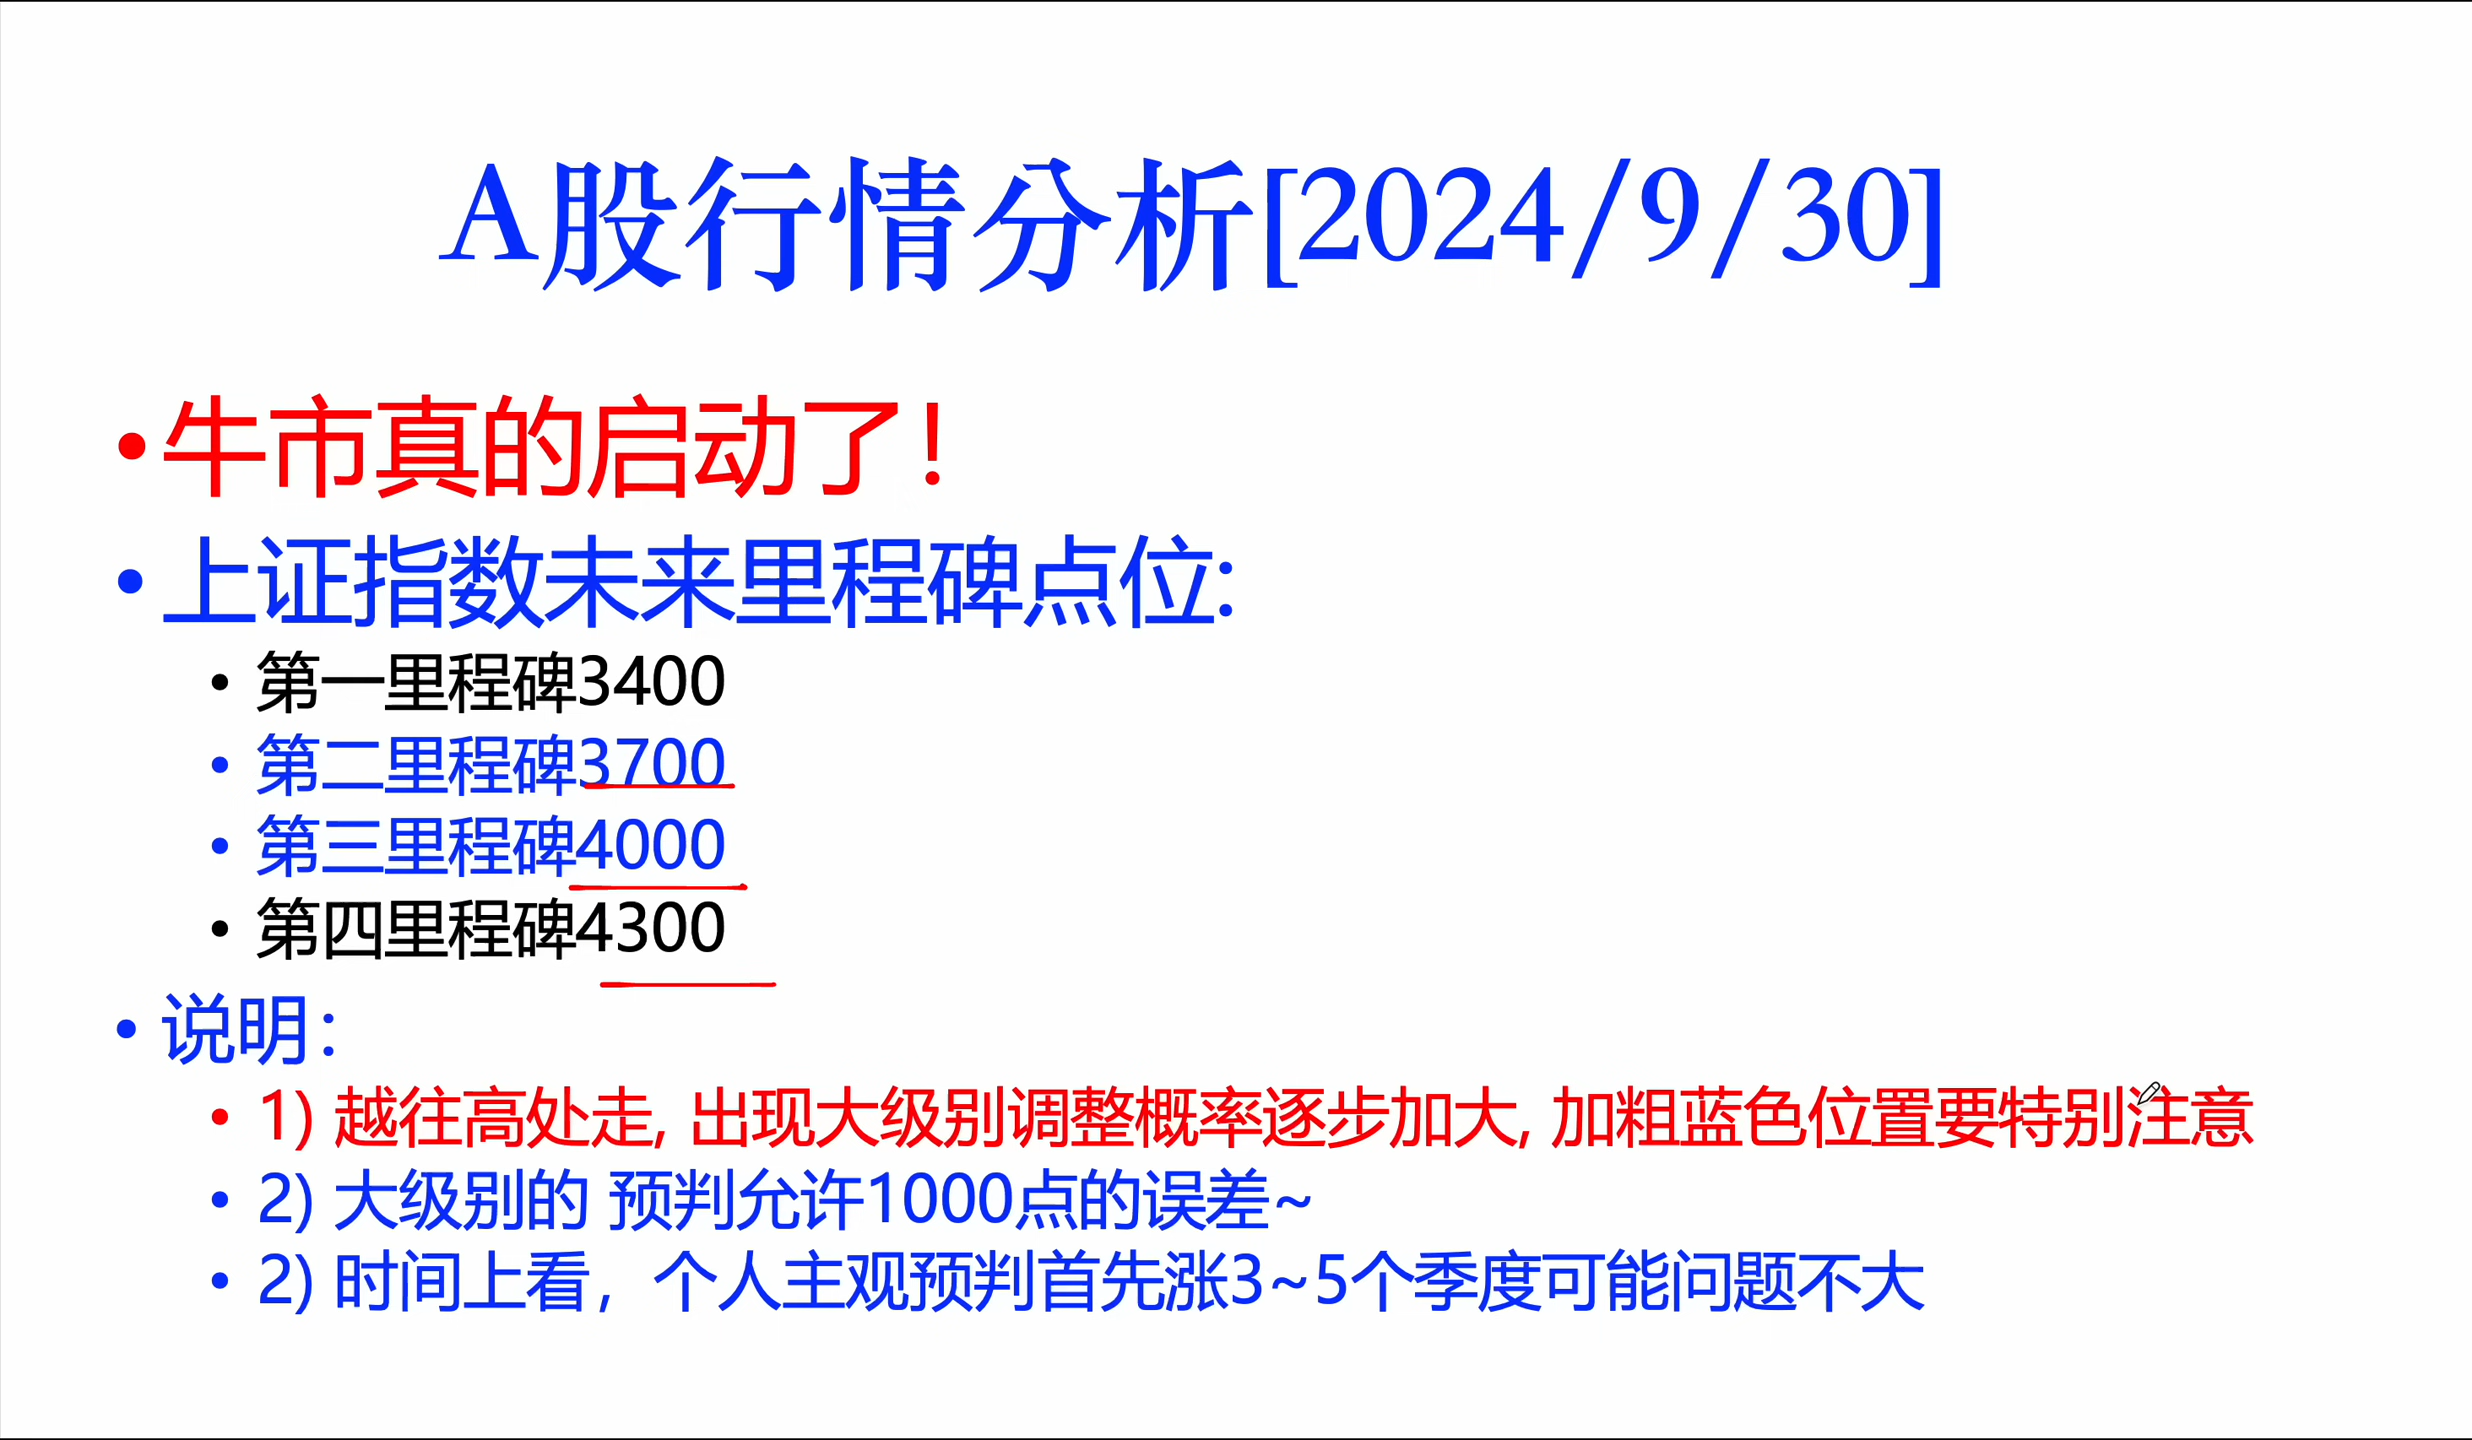 A股行情分析[2024/9/30]
•牛市真的启动了！
•上证指数未来里程碑点位:
•第一里程碑3400
•第二里程碑3700
•第三里程碑4000
•第四里程碑4300
•说明：
•1) 越往高处走, 出现大级别调整概率逐步加大, 加粗蓝色位置要特别注意
•2) 大级别的 预判允许1000点的误差~
•2) 时间上看，个人主观预判首先涨3~5个季度可能问题不大